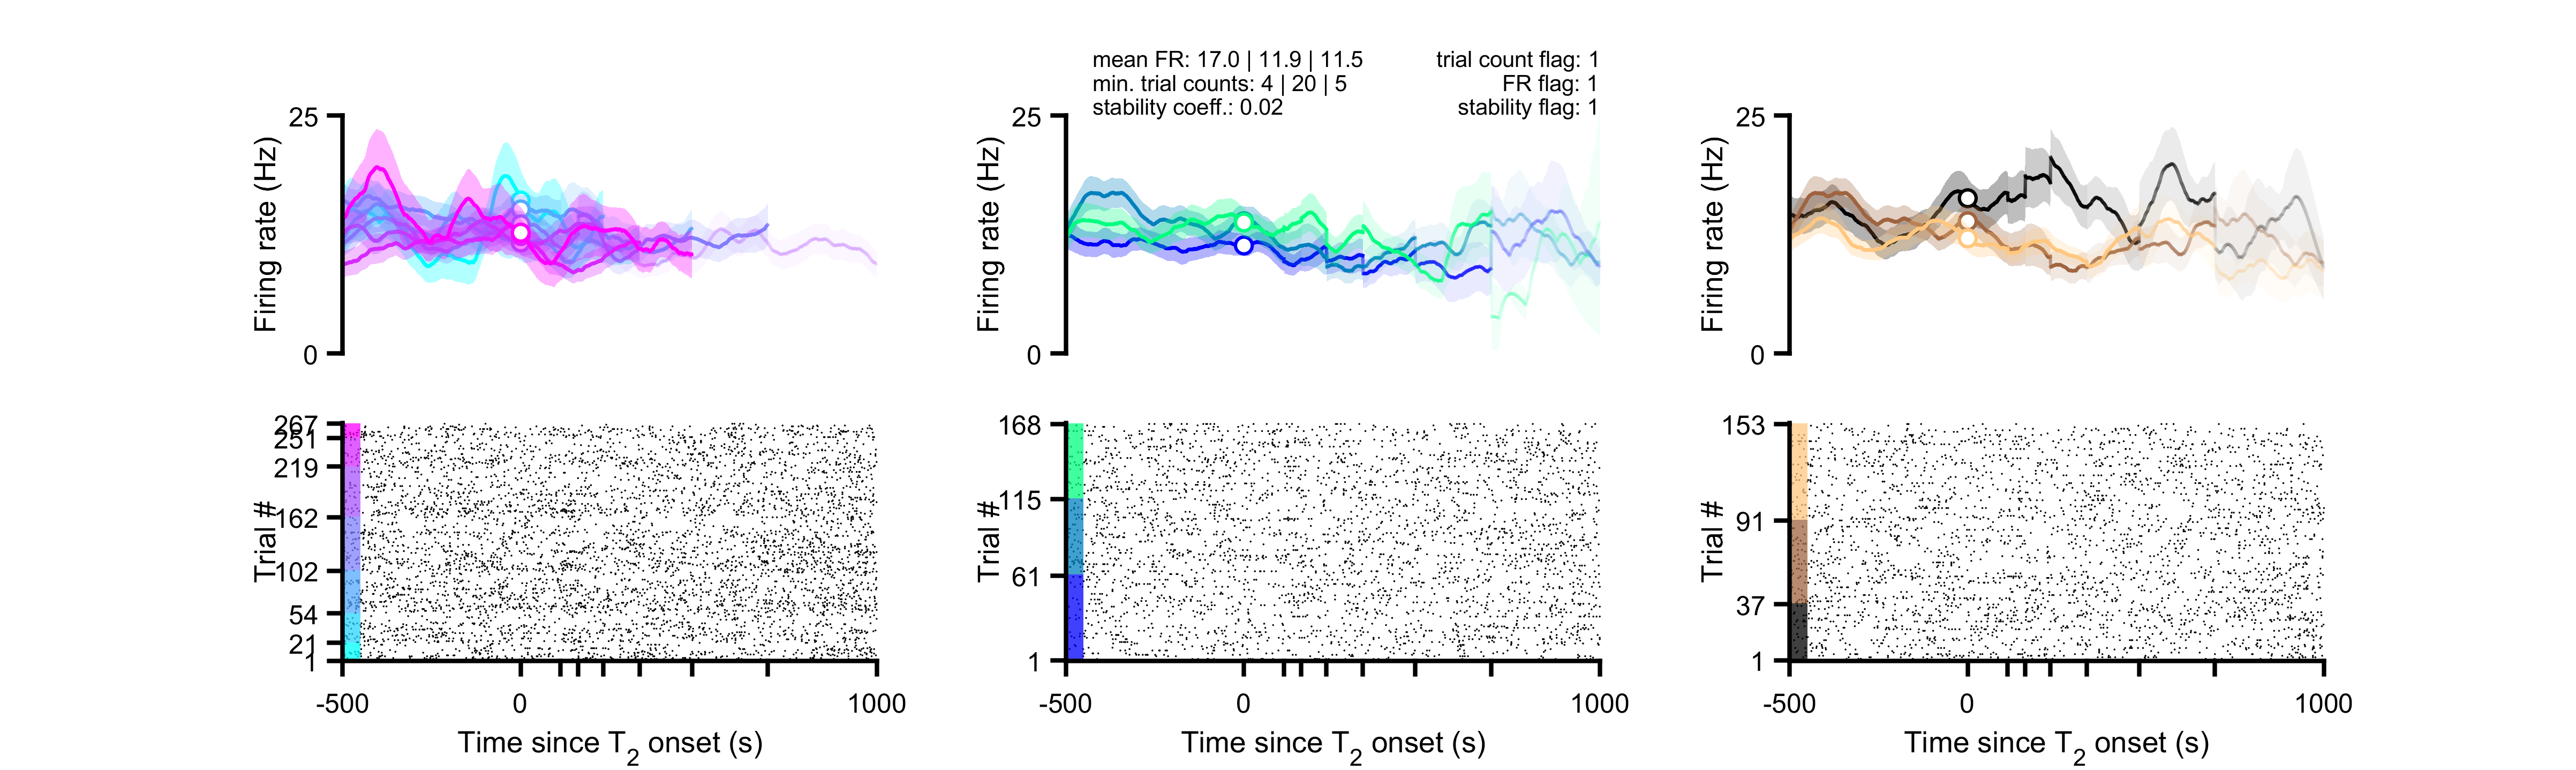 mean FR: 17.0 | 11.9 | 11.5
min. trial counts: 4 | 20 | 5
stability coeff.: 0.02
trial count flag: 1
FR flag: 1
stability flag: 1
25
Firing rate (Hz)
0
25
Firing rate (Hz)
0
25
Firing rate (Hz)
0
267
251
219
162
102
54
21
1
Trial #
-500
0
1000
Time since T2 onset (s)
168
115
61
1
Trial #
-500
0
1000
Time since T2 onset (s)
153
91
37
1
Trial #
-500
0
1000
Time since T2 onset (s)